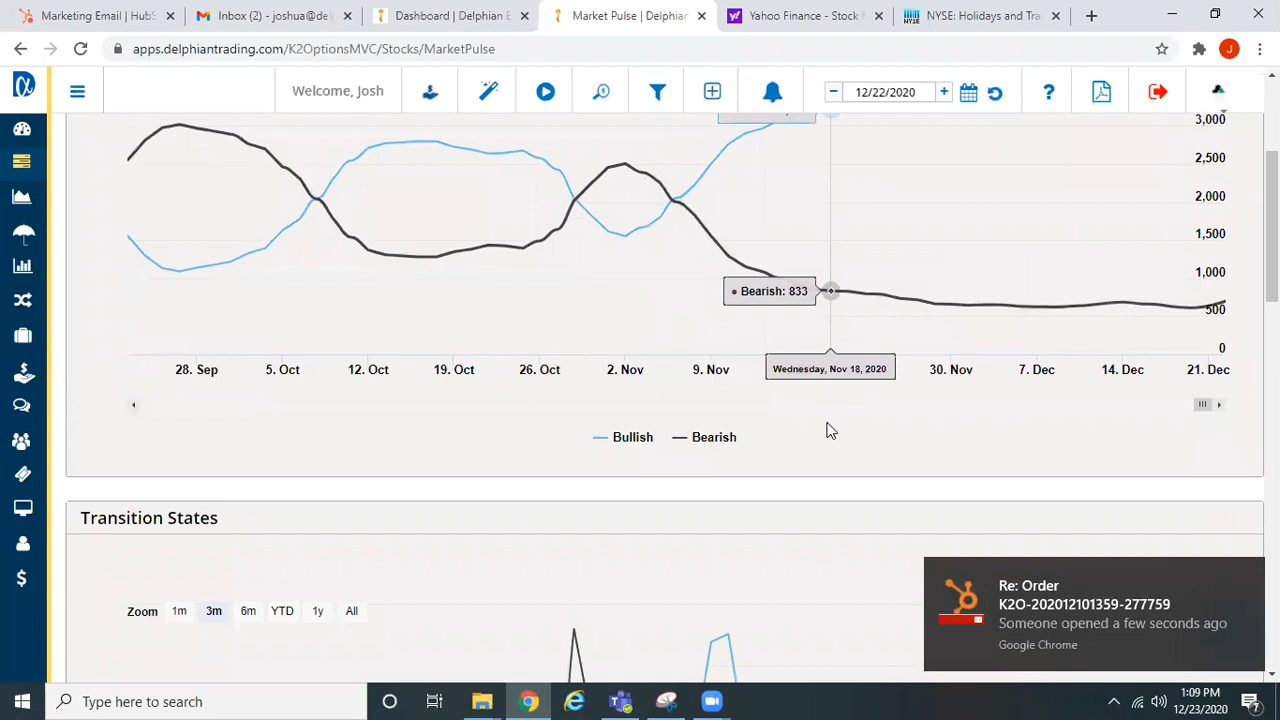 Marketing Email | HubS
Inbox (2) - joshua@del
Dashboard | Delphian E
Market Pulse | Delphian
Yahoo Finance - Stock
NYSE: Holidays and Tra
apps.delphiantrading.com/K2OptionsMVC/Stocks/MarketPulse
J
Welcome, Josh
12/22/2020
3,000
2,500
2,000
1,500
1,000
500
0
Bearish: 833
28. Sep
5. Oct
12. Oct
19. Oct
26. Oct
2. Nov
9. Nov
Wednesday, Nov 18, 2020
30. Nov
7. Dec
14. Dec
21. Dec
Bullish
Bearish
Transition States
Zoom 1m 3m 6m YTD 1y All
Re: Order
K2O-202012101359-277759
Someone opened a few seconds ago
Google Chrome
Type here to search
1:09 PM
12/23/2020
7